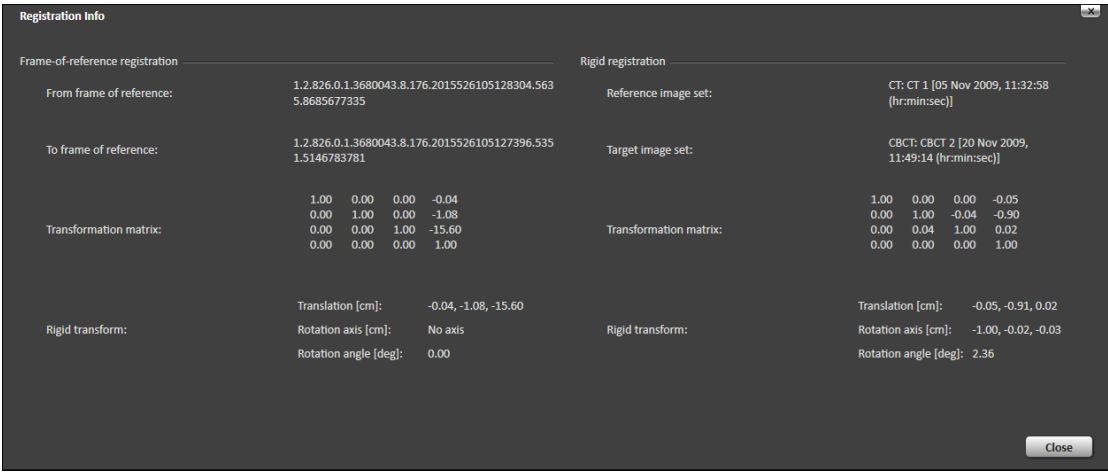 Registration Info
x
Frame-of-reference registration
From frame of reference:
1.2.826.0.1.3680043.8.176.2015526105128304.563
5.8685677335
To frame of reference:
1.2.826.0.1.3680043.8.176.2015526105127396.535
1.5146783781
Transformation matrix:
1.00 0.00 0.00 -0.04
0.00 1.00 0.00 -1.08
0.00 0.00 1.00 -15.60
0.00 0.00 0.00 1.00
Rigid transform:
Translation [cm]: -0.04, -1.08, -15.60
Rotation axis [cm]: No axis
Rotation angle [deg]: 0.00
Rigid registration
Reference image set:
CT: CT 1 [05 Nov 2009, 11:32:58
(hr:min:sec)]
Target image set:
CBCT: CBCT 2 [20 Nov 2009,
11:49:14 (hr:min:sec)]
Transformation matrix:
1.00 0.00 0.00 -0.05
0.00 1.00 -0.04 -0.90
0.00 0.04 1.00 0.02
0.00 0.00 0.00 1.00
Rigid transform:
Translation [cm]: -0.05, -0.91, 0.02
Rotation axis [cm]: -1.00, -0.02, -0.03
Rotation angle [deg]: 2.36
Close